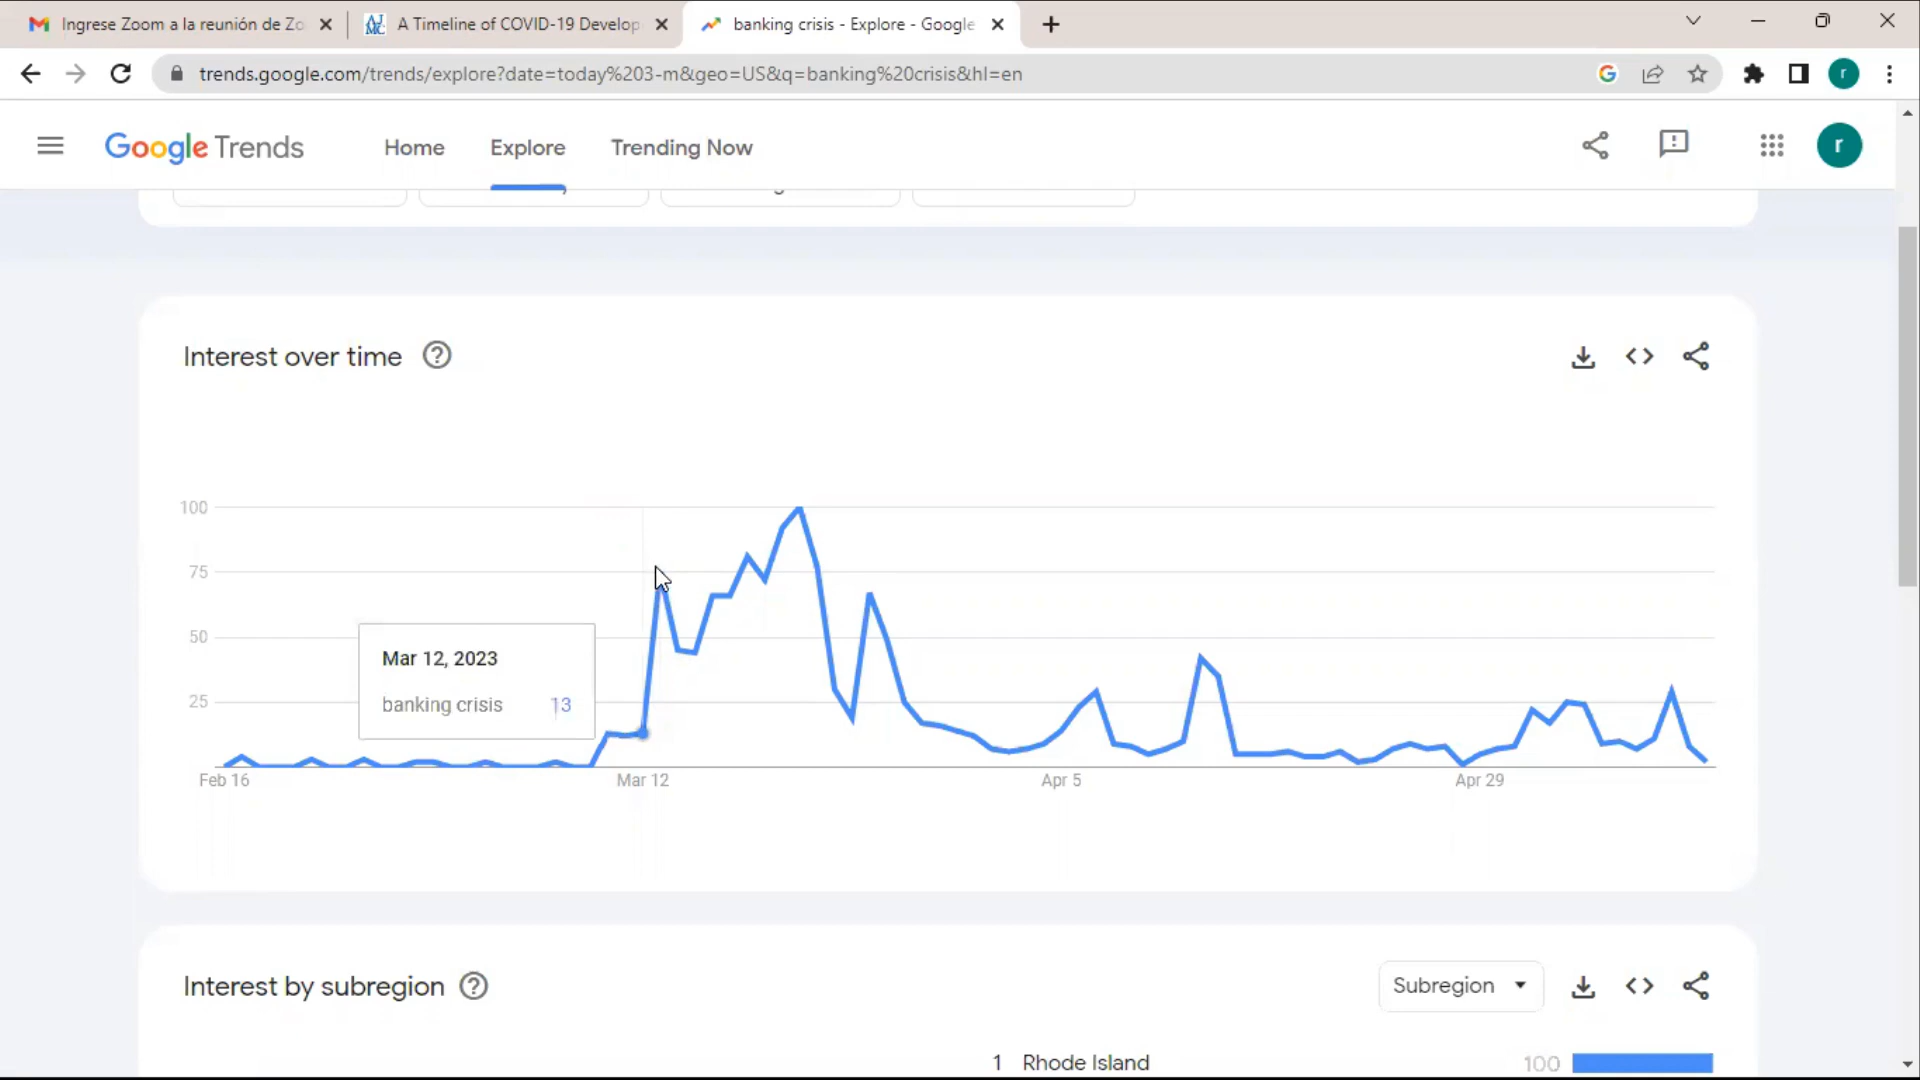 Ingrese Zoom a la reunión de Zo
A Timeline of COVID-19 Develop
banking crisis - Explore - Google
trends.google.com/trends/explore?date=today%203-m&geo=US&q=banking%20crisis&hl=en
r
Google Trends
Home
Explore
Trending Now
r
Interest over time
100
75
50
25
Mar 12, 2023
banking crisis 13
Feb 16
Mar 12
Apr 5
Apr 29
Interest by subregion
Subregion
1 Rhode Island 100